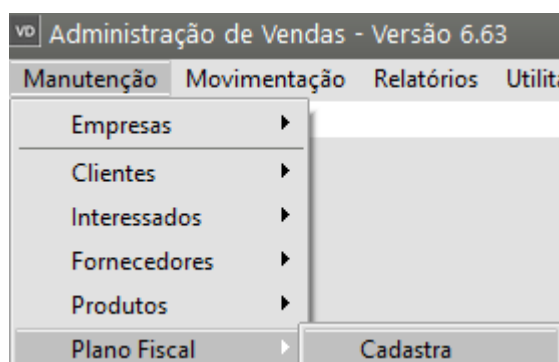 VD Administração de Vendas - Versão 6.63
Manutenção Movimentação Relatórios
Empresas
Clientes
Interessados
Fornecedores
Produtos
Plano Fiscal Cadastra